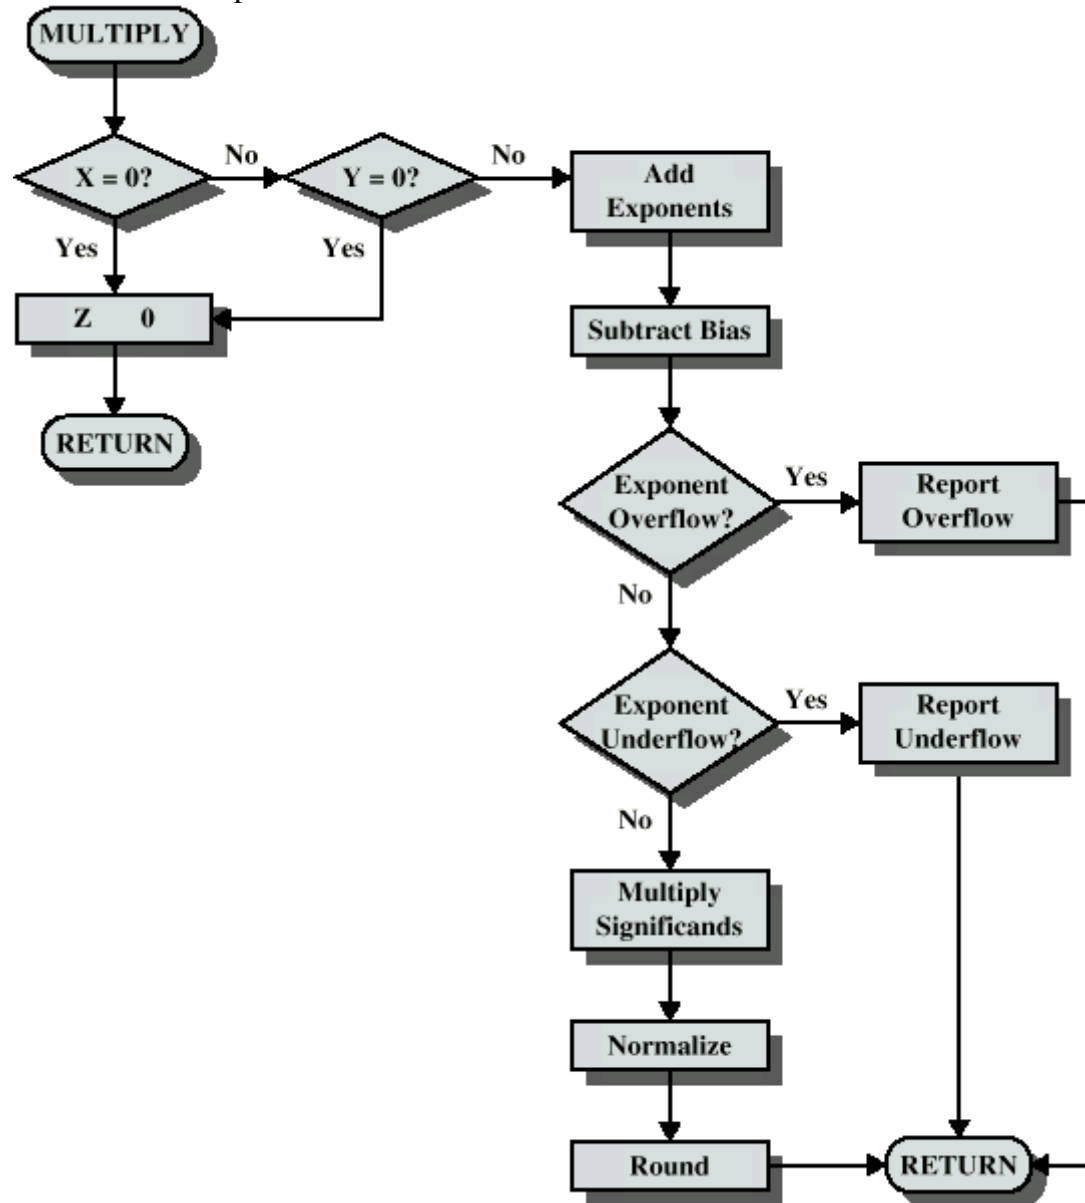 MULTIPLY
X = 0?
No
Y = 0?
No
Add
Exponents
Yes
Yes
Z 0
Subtract Bias
RETURN
Exponent
Overflow?
Yes
Report
Overflow
No
Exponent
Underflow?
Yes
Report
Underflow
No
Multiply
Significands
Normalize
Round
RETURN